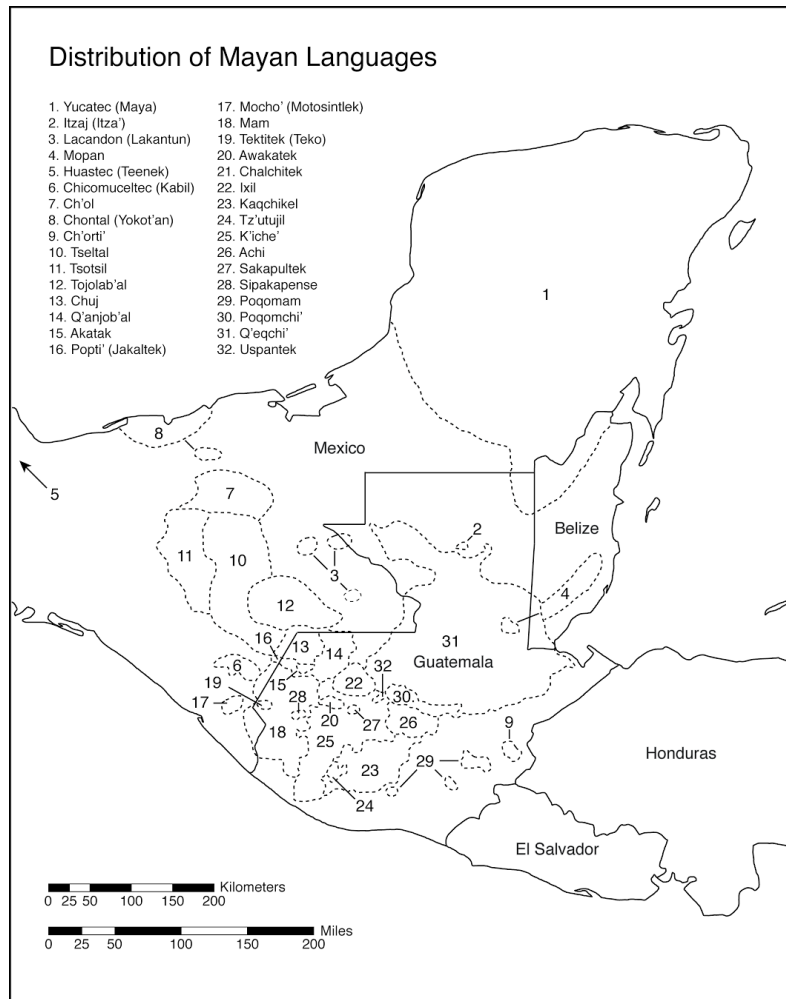 Distribution of Mayan Languages
1. Yucatec (Maya)
2. Itzaj (Itza')
3. Lacandon (Lakantun)
4. Mopan
5. Huastec (Teenek)
6. Chicomuceltec (Kabil)
7. Ch'ol
8. Chontal (Yokot'an)
9. Ch'orti'
10. Tseltal
11. Tsotsil
12. Tojolab'al
13. Chuj
14. Q'anjob'al
15. Akatak
16. Popti' (Jakaltek)
17. Mocho' (Motosintlek)
18. Mam
19. Tektitek (Teko)
20. Awakatek
21. Chalchitek
22. Ixil
23. Kaqchikel
24. Tz'utujil
25. K'iche'
26. Achi
27. Sakapultek
28. Sipakapense
29. Poqomam
30. Poqomchi'
31. Q'eqchi'
32. Uspantek
1
8
Mexico
7
5
2
Belize
11
10
3
4
12
31
16
13
14
Guatemala
6
32
15
22
30
19
28
17
20
27
26
9
18
25
29
23
24
Honduras
El Salvador
Kilometers
0 25 50 100 150 200
Miles
0 25 50 100 150 200